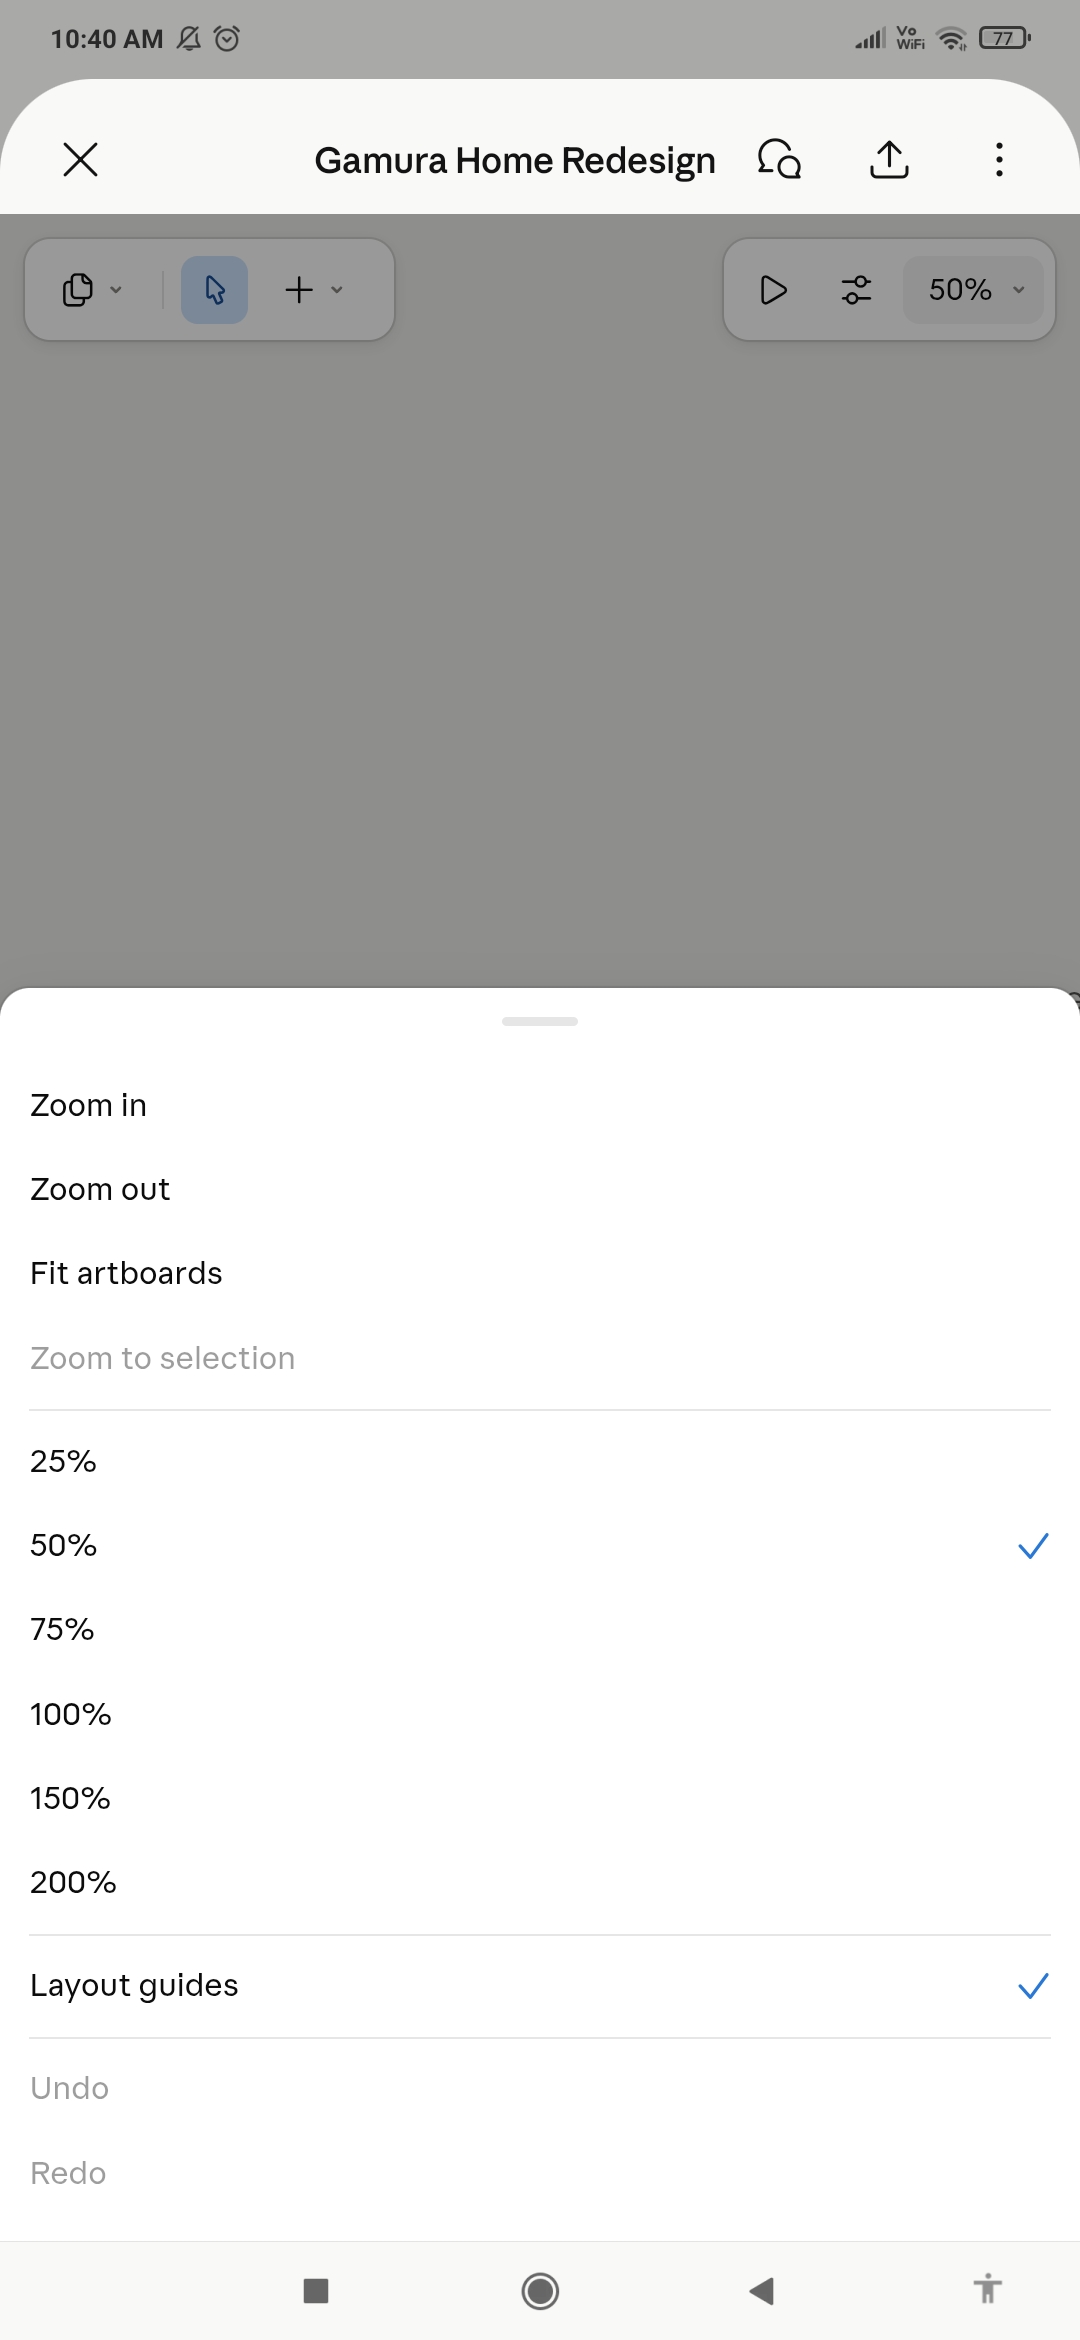 10:40 AM
Vo
WiFi
77
Gamura Home Redesign
50%
Zoom in
Zoom out
Fit artboards
Zoom to selection
25%
50%
75%
100%
150%
200%
Layout guides
Undo
Redo